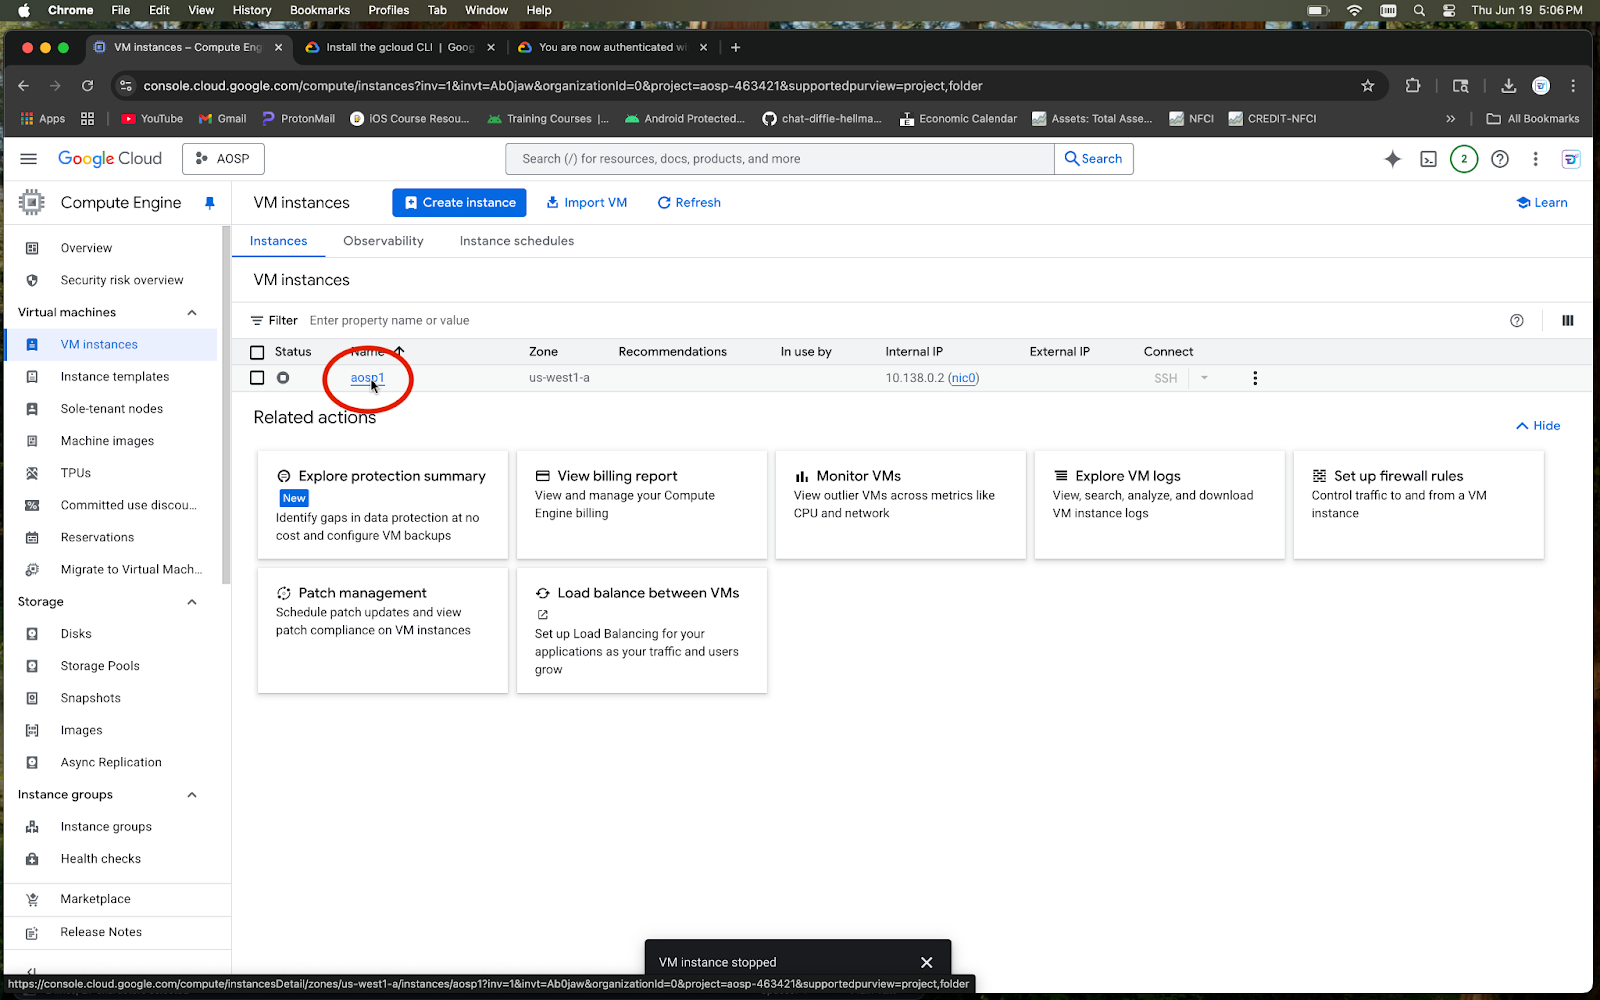 Chrome File Edit View History Bookmarks Profiles Tab Window Help Thu Jun 19 5:06 PM
VM instances – Compute Eng Install the gcloud CLI | Goog You are now authenticated wi
console.cloud.google.com/compute/instances?inv=1&invt=Ab0jaw&organizationId=0&project=aosp-463421&supportedpurview=project,folder
Apps YouTube Gmail ProtonMail iOS Course Resou... Training Courses |... Android Protected... chat-diffie-hellma... Economic Calendar Assets: Total Asse... NFCI CREDIT-NFCI » All Bookmarks
Google Cloud AOSP Search (/) for resources, docs, products, and more Search 2
Compute Engine VM instances Create instance Import VM Refresh Learn
Instances Observability Instance schedules
VM instances
Filter Enter property name or value
Status Name Zone Recommendations In use by Internal IP External IP Connect
aosp1 us-west1-a 10.138.0.2 (nic0) SSH
Related actions
Hide
Explore protection summary
New
Identify gaps in data protection at no
cost and configure VM backups
View billing report
View and manage your Compute
Engine billing
Monitor VMs
View outlier VMs across metrics like
CPU and network
Explore VM logs
View, search, analyze, and download
VM instance logs
Set up firewall rules
Control traffic to and from a VM
instance
Patch management
Schedule patch updates and view
patch compliance on VM instances
Load balance between VMs
Set up Load Balancing for your
applications as your traffic and users
grow
Overview
Security risk overview
Virtual machines
VM instances
Instance templates
Sole-tenant nodes
Machine images
TPUs
Committed use discou...
Reservations
Migrate to Virtual Mach...
Storage
Disks
Storage Pools
Snapshots
Images
Async Replication
Instance groups
Instance groups
Health checks
Marketplace
Release Notes
VM instance stopped
https://console.cloud.google.com/compute/instancesDetail/zones/us-west1-a/instances/aosp1?inv=1&invt=Ab0jaw&organizationId=0&project=aosp-463421&supportedpurview=project,folder